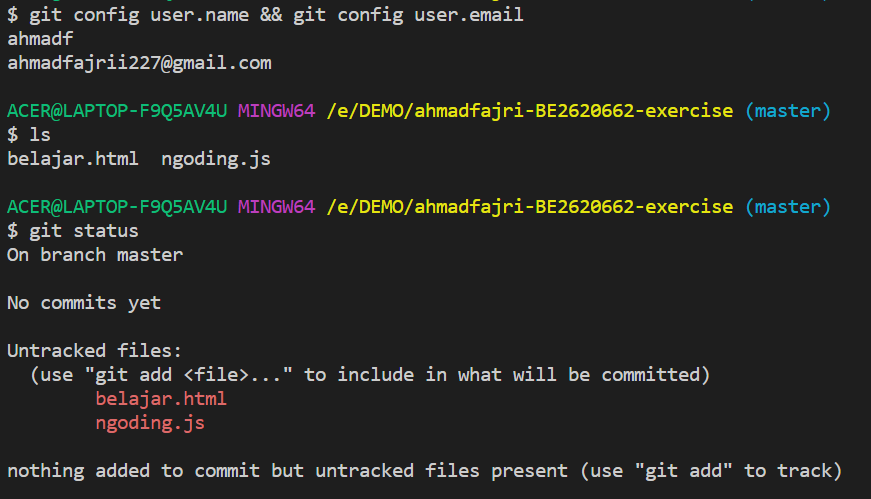 $ git config user.name && git config user.email
ahmadf
ahmadfajrii227@gmail.com
ACER@LAPTOP-F9Q5AV4U MINGW64 /e/DEMO/ahmadfajri-BE2620662-exercise (master)
$ ls
belajar.html  ngoding.js
ACER@LAPTOP-F9Q5AV4U MINGW64 /e/DEMO/ahmadfajri-BE2620662-exercise (master)
$ git status
On branch master
No commits yet
Untracked files:
  (use "git add <file>..." to include in what will be committed)
        belajar.html
        ngoding.js
nothing added to commit but untracked files present (use "git add" to track)